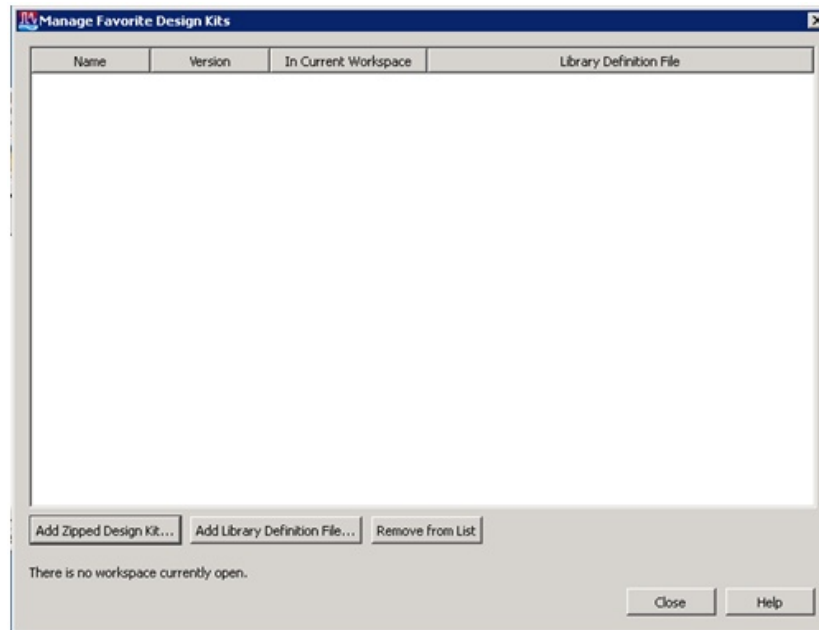 Manage Favorite Design Kits
Name Version In Current Workspace Library Definition File
Add Zipped Design Kit... Add Library Definition File... Remove from List
There is no workspace currently open.
Close Help